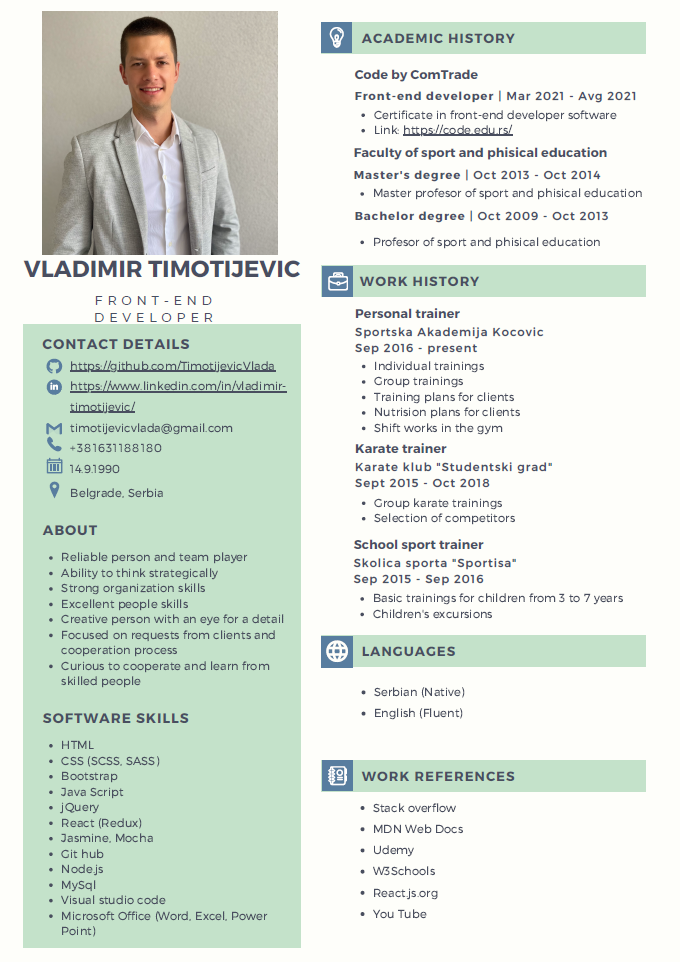 VLADIMIR TIMOTIJEVIC
FRONT-END
DEVELOPER
CONTACT DETAILS
https://github.com/TimotijevicVlada
https://www.linkedin.com/in/vladimir-
timotijevic/
timotijevicvlada@gmail.com
+381631188180
14.9.1990
Belgrade, Serbia
ABOUT
• Reliable person and team player
• Ability to think strategically
• Strong organization skills
• Excellent people skills
• Creative person with an eye for a detail
• Focused on requests from clients and
cooperation process
• Curious to cooperate and learn from
skilled people
SOFTWARE SKILLS
• HTML
• CSS (SCSS, SASS)
• Bootstrap
• Java Script
• jQuery
• React (Redux)
• Jasmine, Mocha
• Git hub
• Node.js
• MySql
• Visual studio code
• Microsoft Office (Word, Excel, Power
Point)
ACADEMIC HISTORY
Code by ComTrade
Front-end developer | Mar 2021 - Avg 2021
• Certificate in front-end developer software
• Link: https://code.edu.rs/
Faculty of sport and phisical education
Master's degree | Oct 2013 - Oct 2014
• Master profesor of sport and phisical education
Bachelor degree | Oct 2009 - Oct 2013
• Profesor of sport and phisical education
WORK HISTORY
Personal trainer
Sportska Akademija Kocovic
Sep 2016 - present
• Individual trainings
• Group trainings
• Training plans for clients
• Nutrision plans for clients
• Shift works in the gym
Karate trainer
Karate klub "Studentski grad"
Sept 2015 - Oct 2018
• Group karate trainings
• Selection of competitors
School sport trainer
Skolica sporta "Sportisa"
Sep 2015 - Sep 2016
• Basic trainings for children from 3 to 7 years
• Children's excursions
LANGUAGES
• Serbian (Native)
• English (Fluent)
WORK REFERENCES
• Stack overflow
• MDN Web Docs
• Udemy
• W3Schools
• React.js.org
• You Tube